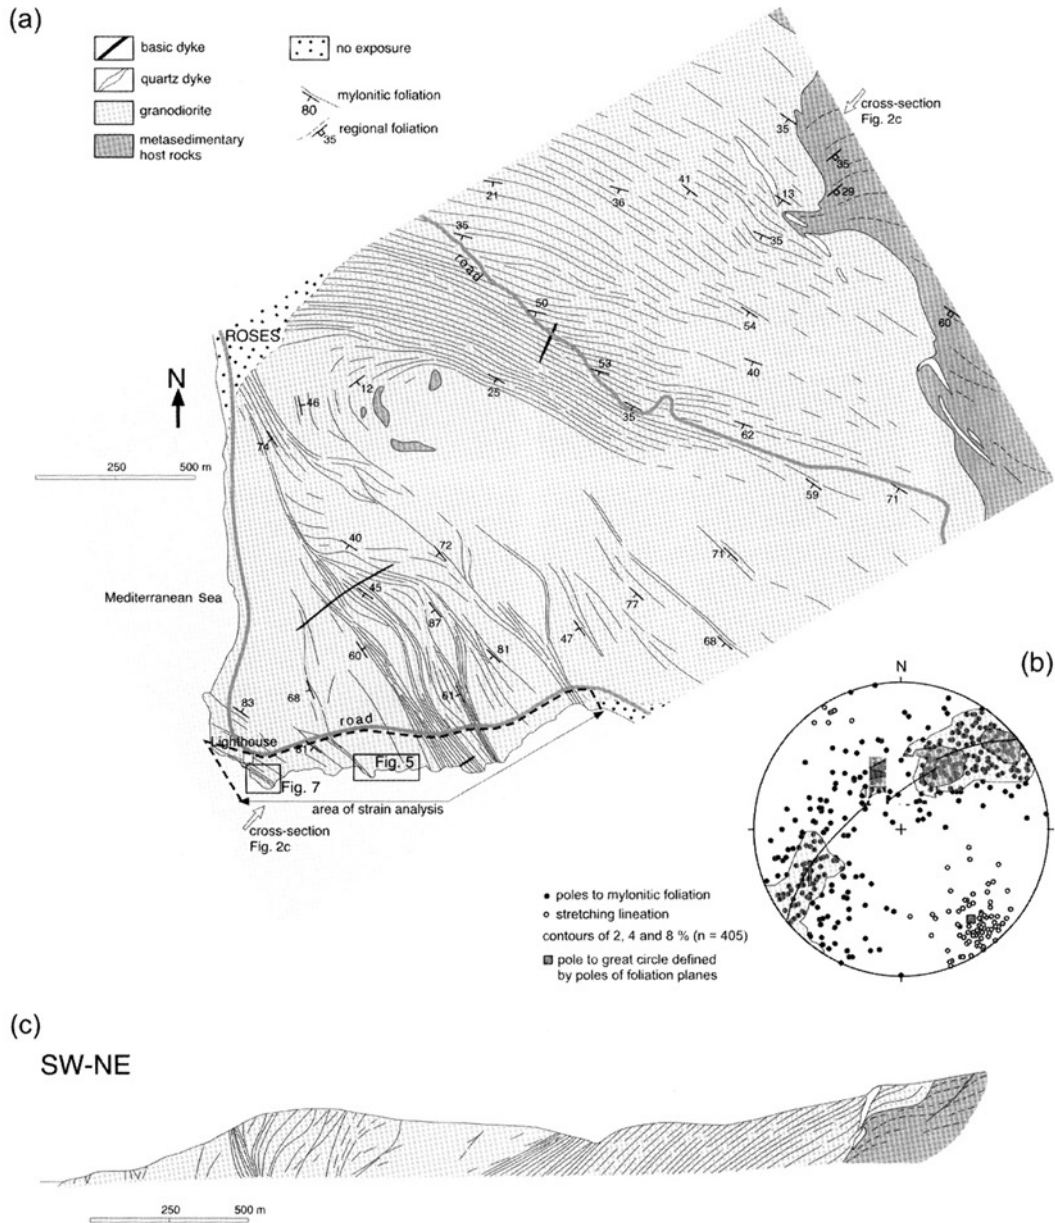 (a)
basic dyke
quartz dyke
granodiorite
metasedimentary
host rocks
no exposure
mylonitic foliation
80
regional foliation
35
cross-section
Fig. 2c
35
35
29
13
41
36
21
35
35
road
60
50
54
ROSES
53
40
N
12
25
46
35
62
74
59
71
250
500 m
40
72
71
Mediterranean Sea
45
87
77
60
81
47
68
68
61
83
road
Lighthouse
81
Fig. 5
Fig. 7
area of strain analysis
cross-section
Fig. 2c
(b)
N
poles to mylonitic foliation
stretching lineation
contours of 2, 4 and 8 % (n = 405)
pole to great circle defined
by poles of foliation planes
(c)
SW-NE
250
500 m